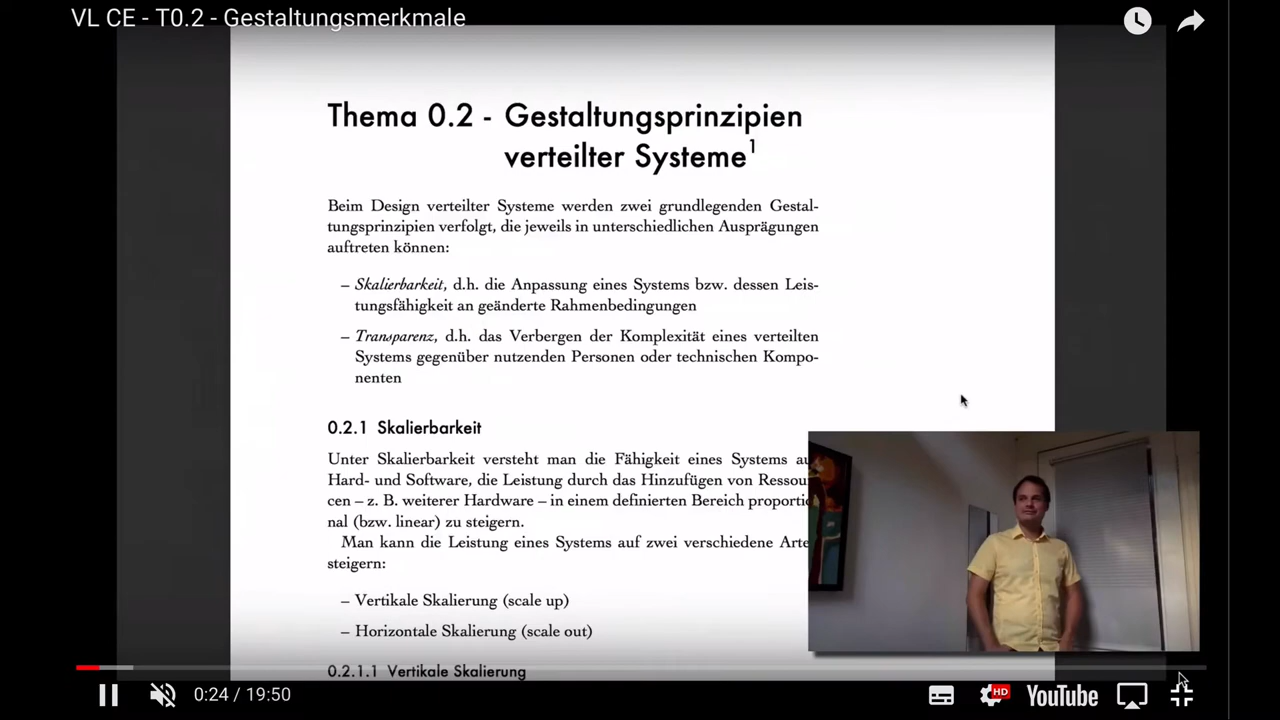 VL CE - T0.2 - Gestaltungsmerkmale
Thema 0.2 - Gestaltungsprinzipien
verteilter Systeme1
Beim Design verteilter Systeme werden zwei grundlegenden Gestal-
tungsprinzipien verfolgt, die jeweils in unterschiedlichen Ausprägungen
auftreten können:
– Skalierbarkeit, d.h. die Anpassung eines Systems bzw. dessen Leis-
tungsfähigkeit an geänderte Rahmenbedingungen
– Transparenz, d.h. das Verbergen der Komplexität eines verteilten
Systems gegenüber nutzenden Personen oder technischen Kompo-
nenten
0.2.1 Skalierbarkeit
Unter Skalierbarkeit versteht man die Fähigkeit eines Systems au
Hard- und Software, die Leistung durch das Hinzufügen von Ressour
cen – z. B. weiterer Hardware – in einem definierten Bereich proportio
nal (bzw. linear) zu steigern.
Man kann die Leistung eines Systems auf zwei verschiedene Arte
steigern:
– Vertikale Skalierung (scale up)
– Horizontale Skalierung (scale out)
0.2.1.1 Vertikale Skalierung
0:24 / 19:50
HD
YouTube